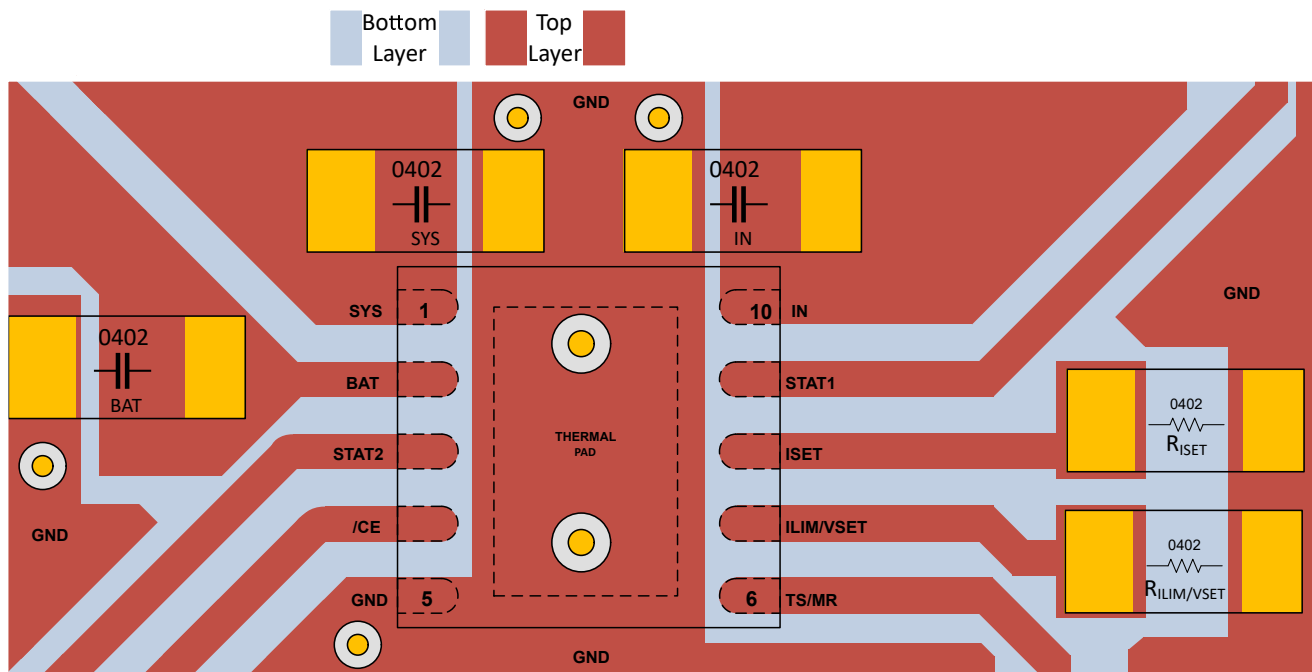 Bottom Layer
Top Layer
GND
0402
SYS
0402
IN
GND
SYS
1
10
IN
0402
BAT
BAT
STAT1
0402
RISET
THERMAL
PAD
STAT2
ISET
GND
/CE
ILIM/VSET
0402
RILIM/VSET
GND
5
6
TS/MR
GND